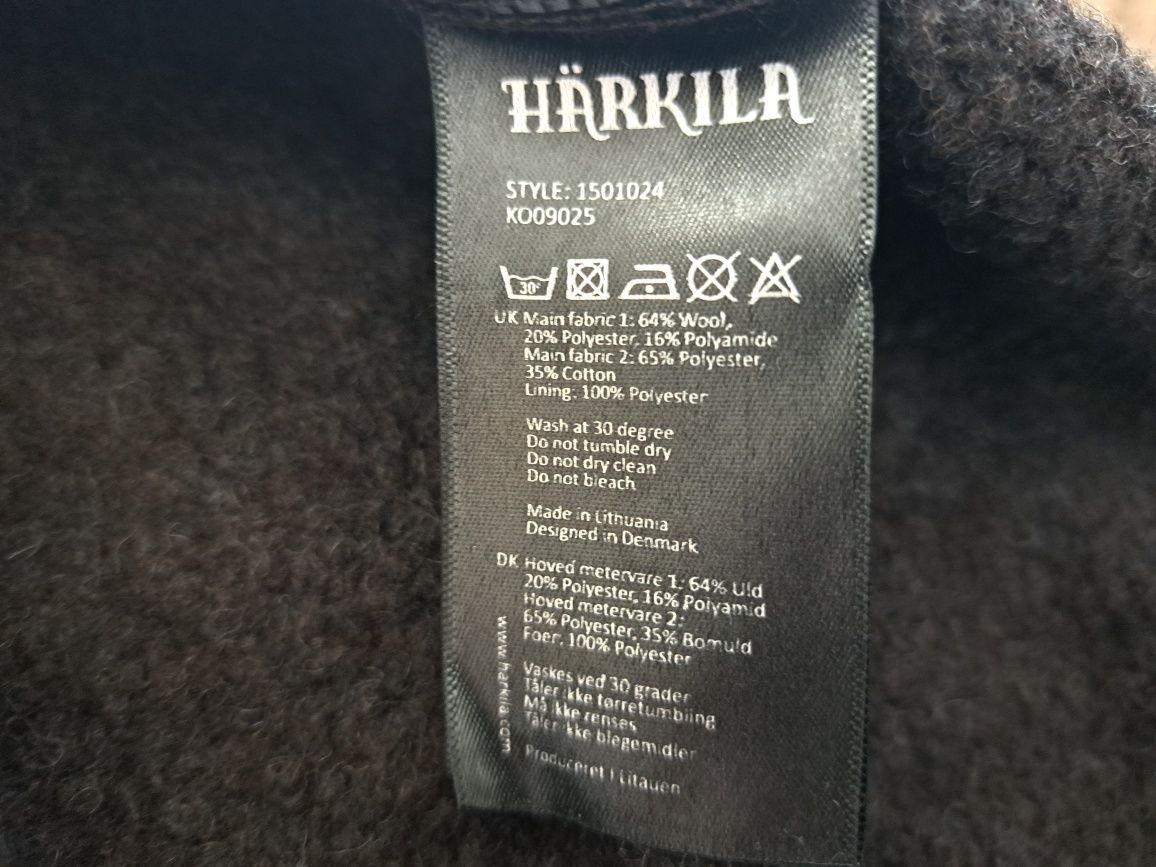 HÄRKILA
STYLE: 1501024
KO09025
30°
UK Main fabric 1: 64% Wool,
20% Polyester, 16% Polyamide
Main fabric 2: 65% Polyester,
35% Cotton
Lining: 100% Polyester
Wash at 30 degree
Do not tumble dry
Do not dry clean
Do not bleach
Made in Lithuania
Designed in Denmark
DK Hoved metervare 1: 64% Uld
20% Polyester, 16% Polyamid
Hoved metervare 2:
65% Polyester, 35% Bomuld
Foer: 100% Polyester
Vaskes ved 30 grader
Tåler ikke tørretumbling
Må ikke renses
Tåler ikke blegemidler
Produceret i Litauen
www.harkila.com